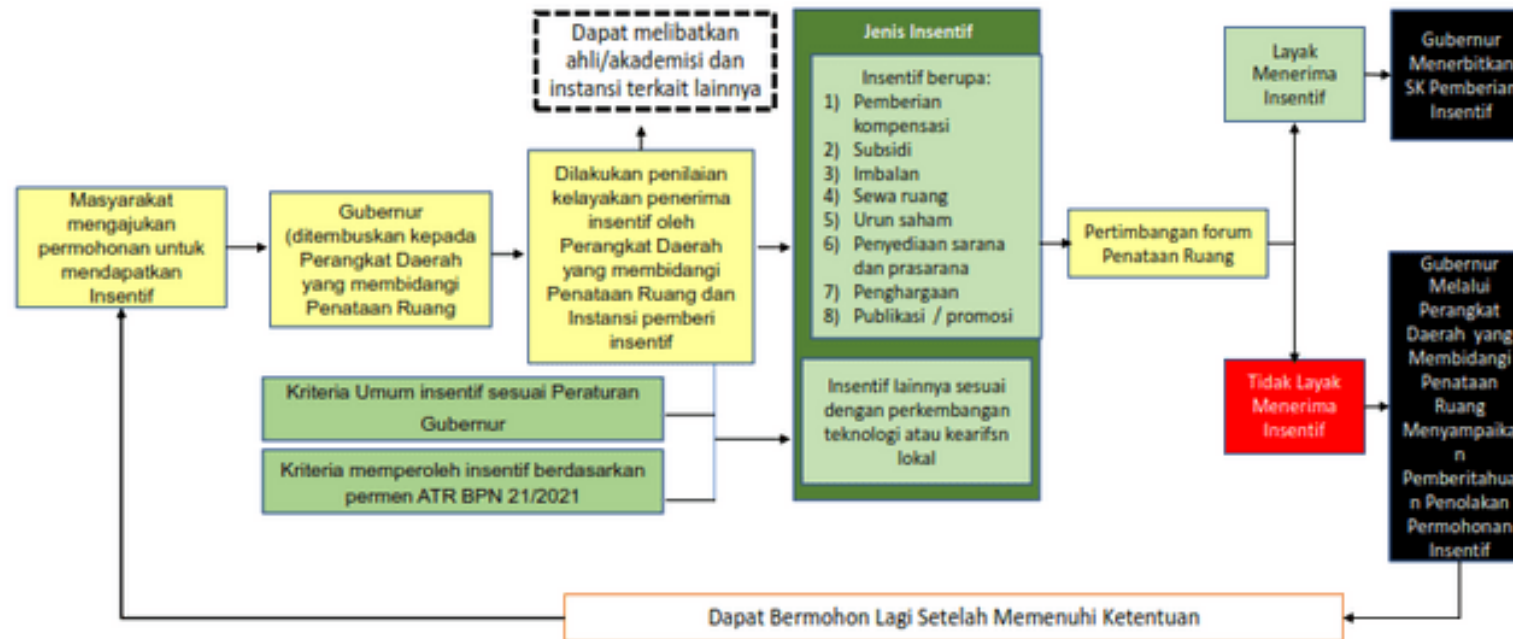 Dapat melibatkan
ahli/akademisi dan
instansi terkait lainnya
Masyarakat
mengajukan
permohonan untuk
mendapatkan
Insentif
Gubernur
(ditembuskan kepada
Perangkat Daerah
yang membidangi
Penataan Ruang
Dilakukan penilaian
kelayakan penerima
insentif oleh
Perangkat Daerah
yang membidangi
Penataan Ruang dan
Instansi pemberi
insentif
Kriteria Umum insentif sesuai Peraturan
Gubernur
Kriteria memperoleh insentif berdasarkan
permen ATR BPN 21/2021
Jenis Insentif
Insentif berupa:
1) Pemberian
kompensasi
2) Subsidi
3) Imbalan
4) Sewa ruang
5) Urun saham
6) Penyediaan sarana
dan prasarana
7) Penghargaan
8) Publikasi / promosi
Insentif lainnya sesuai
dengan perkembangan
teknologi atau kearifsn
lokal
Pertimbangan forum
Penataan Ruang
Layak
Menerima
Insentif
Gubernur
Menerbitkan
SK Pemberian
Insentif
Tidak Layak
Menerima
Insentif
Gubernur
Melalui
Perangkat
Daerah yang
Membidangi
Penataan
Ruang
Menyampaika
n
Pemberitahua
n Penolakan
Permohonan
Insentif
Dapat Bermohon Lagi Setelah Memenuhi Ketentuan